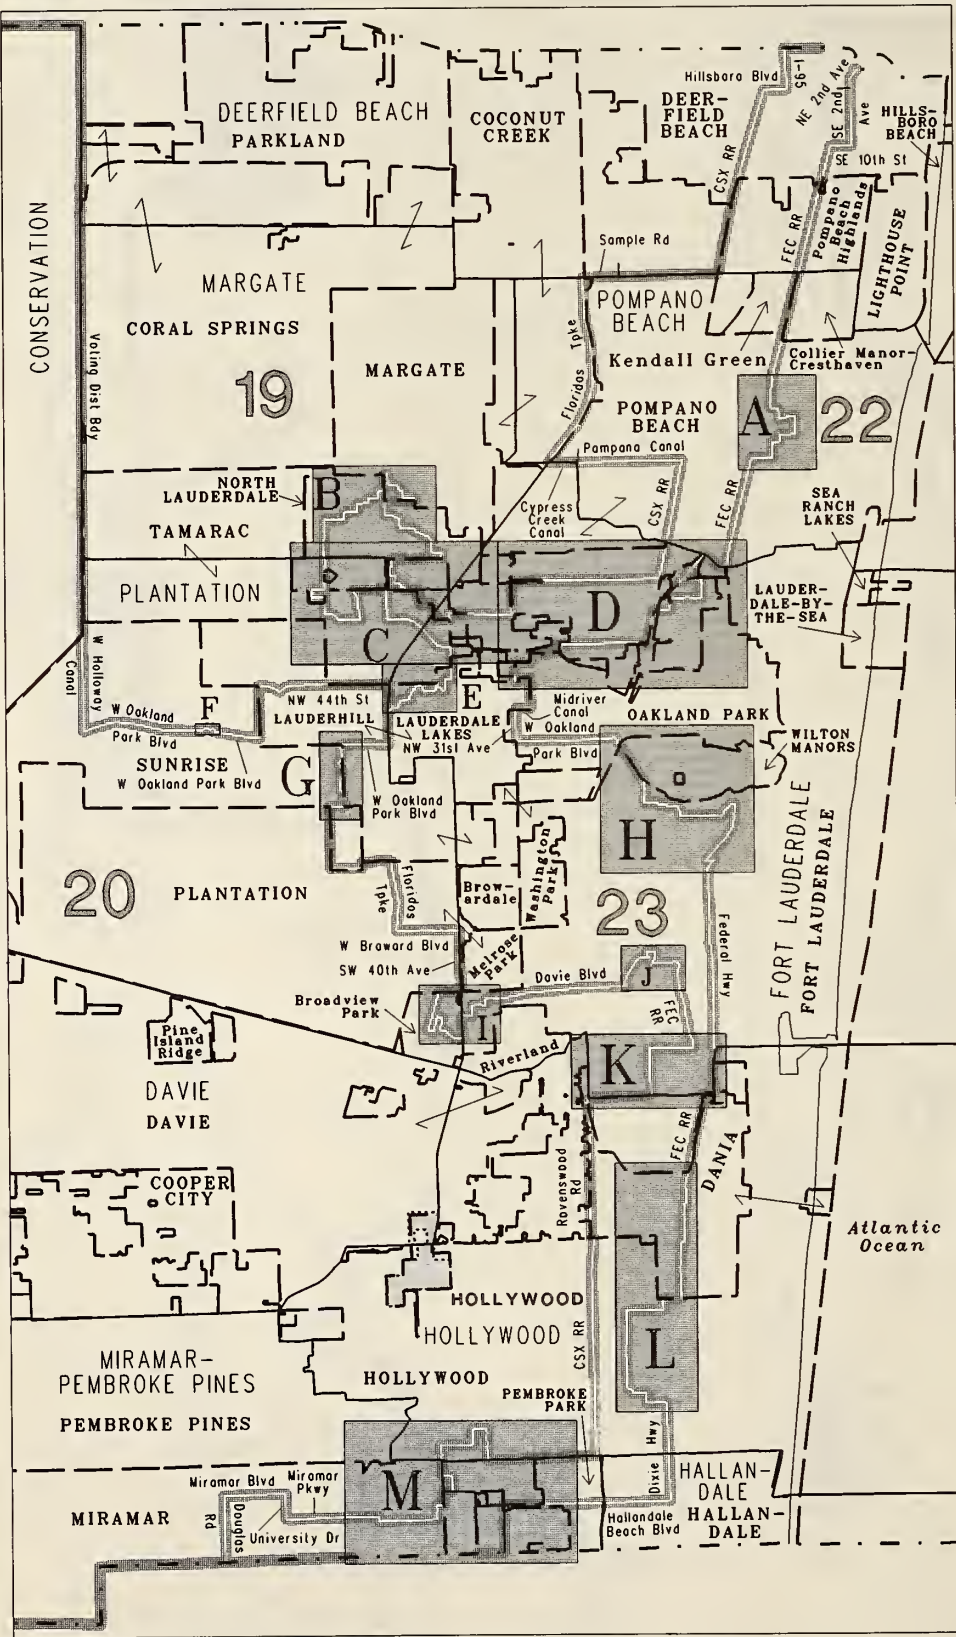 Hillsboro Blvd
I-95
NE 2nd Ave
SE 2nd
Ave
DEERFIELD BEACH
PARKLAND
COCONUT
CREEK
DEER-
FIELD
BEACH
HILLS-
BORO
BEACH
SE 10th St
CSX RR
FEC RR
Pompano
Beach
Highlands
LIGHTHOUSE
POINT
CONSERVATION
Sample Rd
MARGATE
CORAL SPRINGS
POMPANO
BEACH
Voting Dist Bdy
19
MARGATE
Floridas Tpke
Kendall Green
Collier Manor-
Cresthaven
POMPANO
BEACH
A
22
Pompano Canal
NORTH
LAUDERDALE
B
CSX RR
FEC RR
SEA
RANCH
LAKES
Cypress
Creek
Canal
TAMARAC
PLANTATION
C
D
LAUDER-
DALE-BY-
THE-SEA
W Holloway
Canal
NW 44th St
E
Midriver
Canal
F
W Oakland
Park Blvd
LAUDERHILL
LAUDERDALE
LAKES
NW 31st Ave
W Oakland
Park Blvd
OAKLAND PARK
WILTON
MANORS
SUNRISE
W Oakland Park Blvd
G
W Oakland
Park Blvd
H
FORT LAUDERDALE
FORT LAUDERDALE
20
PLANTATION
Floridas
Tpke
Brow-
ardale
Washington
Park
23
Federal Hwy
W Broward Blvd
SW 40th Ave
Melrose
Park
Davie Blvd
J
Broadview
Park
I
FEC
RR
Pine
Island
Ridge
Riverland
K
DAVIE
DAVIE
FEC RR
DANIA
COOPER
CITY
Ravenswood
Rd
Atlantic
Ocean
HOLLYWOOD
HOLLYWOOD
CSX RR
L
MIRAMAR-
PEMBROKE PINES
HOLLYWOOD
PEMBROKE
PARK
PEMBROKE PINES
Dixie Hwy
Miramar Blvd
Miramar
Pkwy
M
HALLAN-
DALE
HALLAN-
DALE
MIRAMAR
Douglas
Rd
University Dr
Hallandale
Beach Blvd